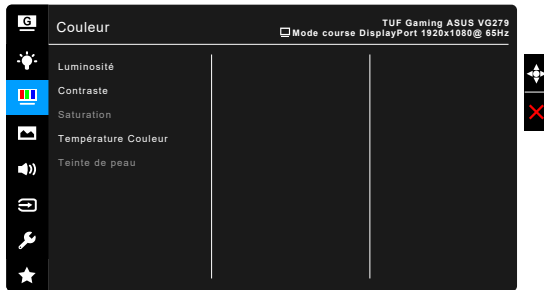 G
Couleur
TUF Gaming ASUS VG279
Mode course DisplayPort 1920x1080@ 65Hz
Luminosité
Contraste
Saturation
Température Couleur
Teinte de peau